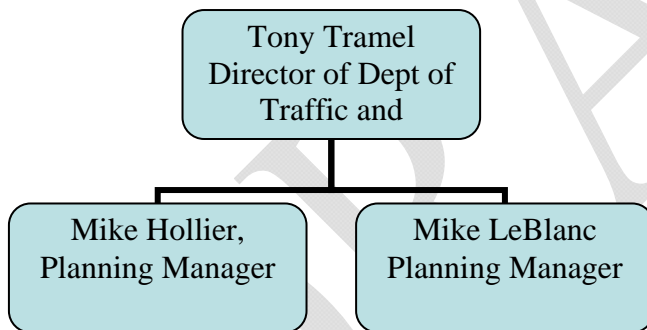 Tony Tramel
Director of Dept of
Traffic and
Mike Hollier,
Planning Manager
Mike LeBlanc
Planning Manager